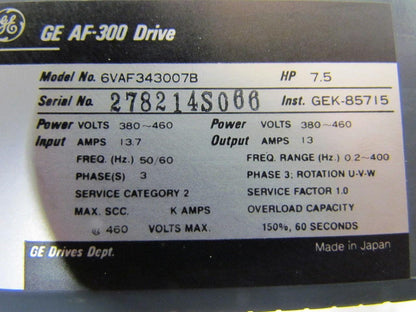 GE GE AF-300 Drive
Model No. 6VAF343007B HP 7.5
Serial No. 278214S066 Inst. GEK-85715
Power VOLTS 380~460 Power VOLTS 380~460
Input AMPS 13.7 Output AMPS 13
FREQ. (Hz.) 50/60 FREQ. RANGE (Hz.) 0.2~400
PHASE(S) 3 PHASE 3; ROTATION U-V-W
SERVICE CATEGORY 2 SERVICE FACTOR 1.0
MAX. SCC. K AMPS OVERLOAD CAPACITY
@ 460 VOLTS MAX. 150%, 60 SECONDS
GE Drives Dept. Made in Japan